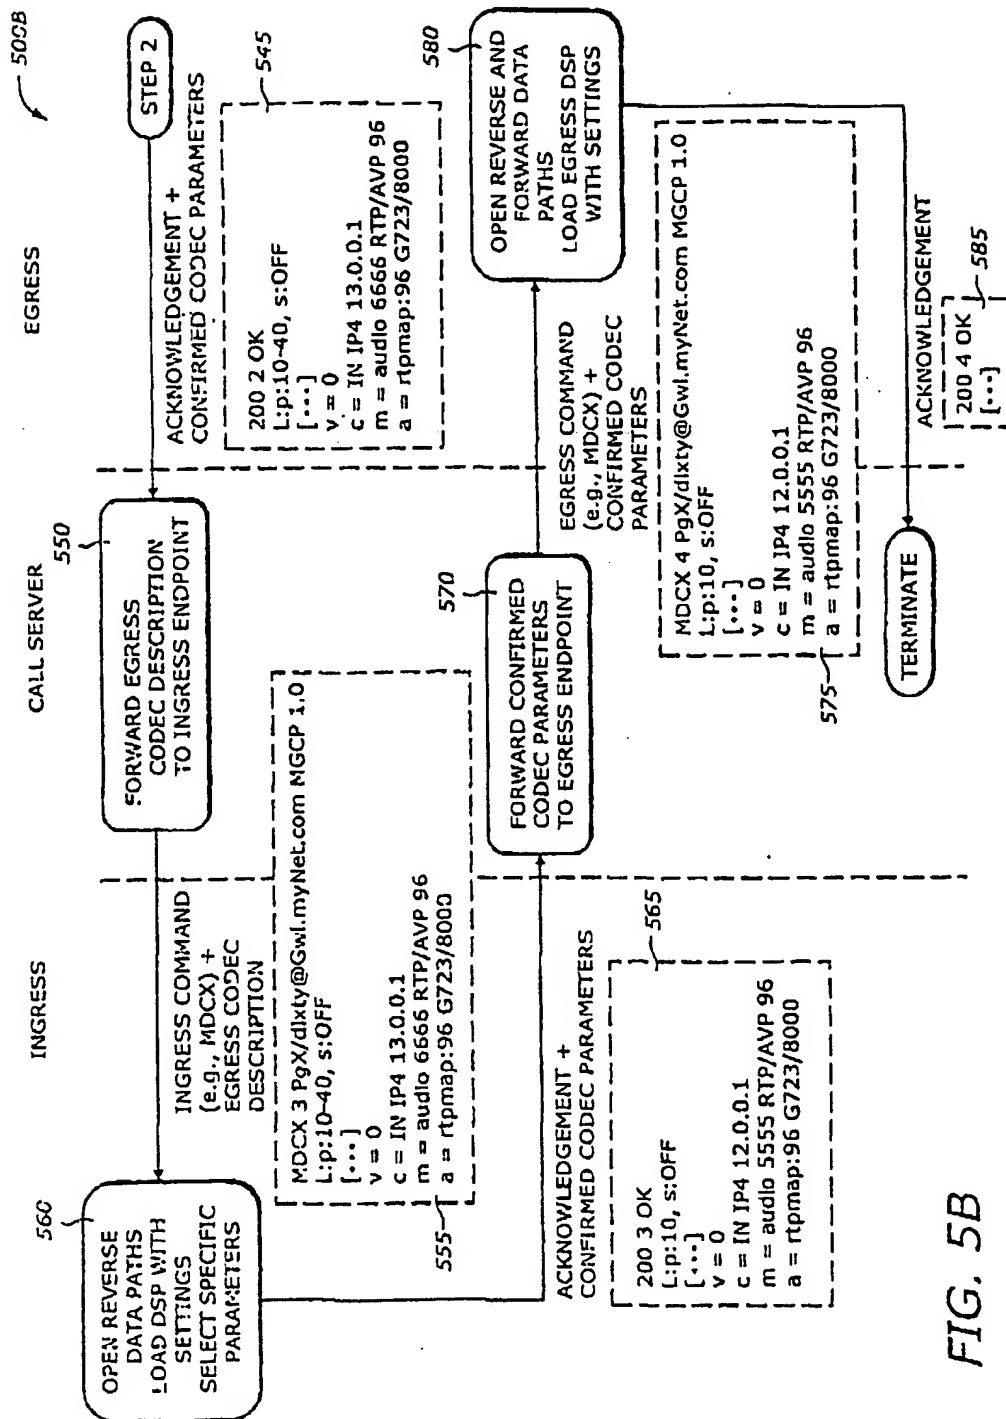 500B
INGRESS
CALL SERVER
EGRESS
STEP 2
ACKNOWLEDGEMENT +
CONFIRMED CODEC PARAMETERS
545
200 2 OK
L:p:10-40, s:OFF
[•••]
v = 0
c = IN IP4 13.0.0.1
m = audio 6666 RTP/AVP 96
a = rtpmap:96 G723/8000
550
FORWARD EGRESS
CODEC DESCRIPTION
TO INGRESS ENDPOINT
INGRESS COMMAND
(e.g., MDCX) +
EGRESS CODEC
DESCRIPTION
MDCX 3 PgX/dlxty@Gwl.myNet.com MGCP 1.0
L:p:10-40, s:OFF
[•••]
v = 0
c = IN IP4 13.0.0.1
m = audio 6666 RTP/AVP 96
a = rtpmap:96 G723/8000
555
560
OPEN REVERSE
DATA PATHS
LOAD DSP WITH
SETTINGS
SELECT SPECIFIC
PARAMETERS
ACKNOWLEDGEMENT +
CONFIRMED CODEC PARAMETERS
565
200 3 OK
L:p:10, s:OFF
[•••]
v = 0
c = IN IP4 12.0.0.1
m = audio 5555 RTP/AVP 96
a = rtpmap:96 G723/8000
570
FORWARD CONFIRMED
CODEC PARAMETERS
TO EGRESS ENDPOINT
EGRESS COMMAND
(e.g., MDCX) +
CONFIRMED CODEC
PARAMETERS
MDCX 4 PgX/dlxty@Gwl.myNet.com MGCP 1.0
L:p:10, s:OFF
[•••]
v = 0
c = IN IP4 12.0.0.1
m = audio 5555 RTP/AVP 96
a = rtpmap:96 G723/8000
575
580
OPEN REVERSE AND
FORWARD DATA
PATHS
LOAD EGRESS DSP
WITH SETTINGS
ACKNOWLEDGEMENT
585
200 4 OK
[•••]
TERMINATE
FIG. 5B